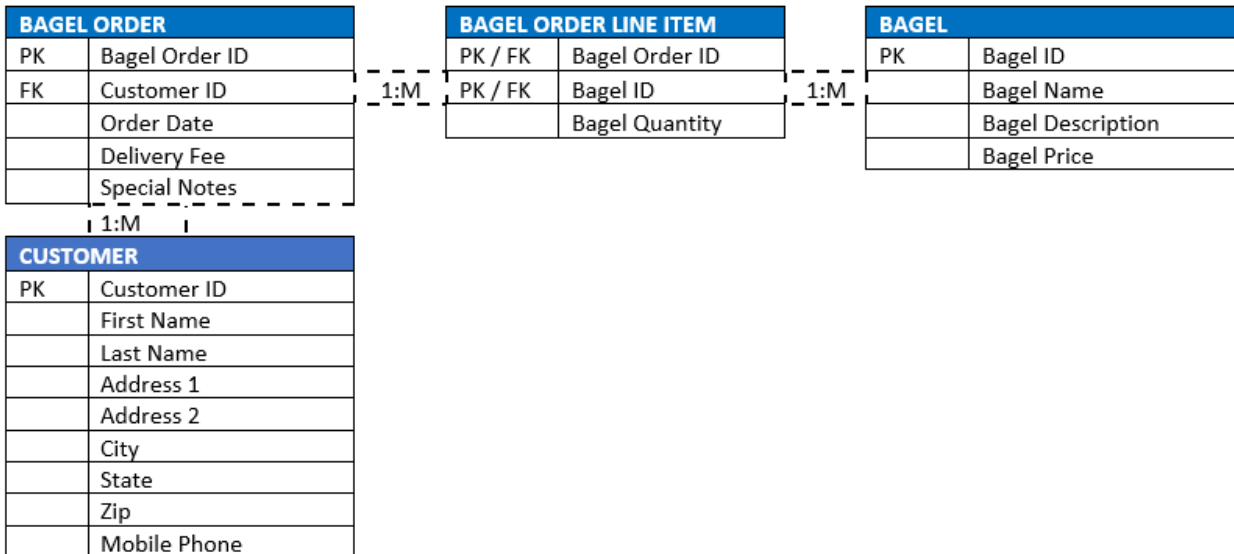 BAGEL ORDER
PK Bagel Order ID
FK Customer ID
Order Date
Delivery Fee
Special Notes
1:M
BAGEL ORDER LINE ITEM
PK / FK Bagel Order ID
PK / FK Bagel ID
Bagel Quantity
1:M
BAGEL
PK Bagel ID
Bagel Name
Bagel Description
Bagel Price
1:M
CUSTOMER
PK Customer ID
First Name
Last Name
Address 1
Address 2
City
State
Zip
Mobile Phone